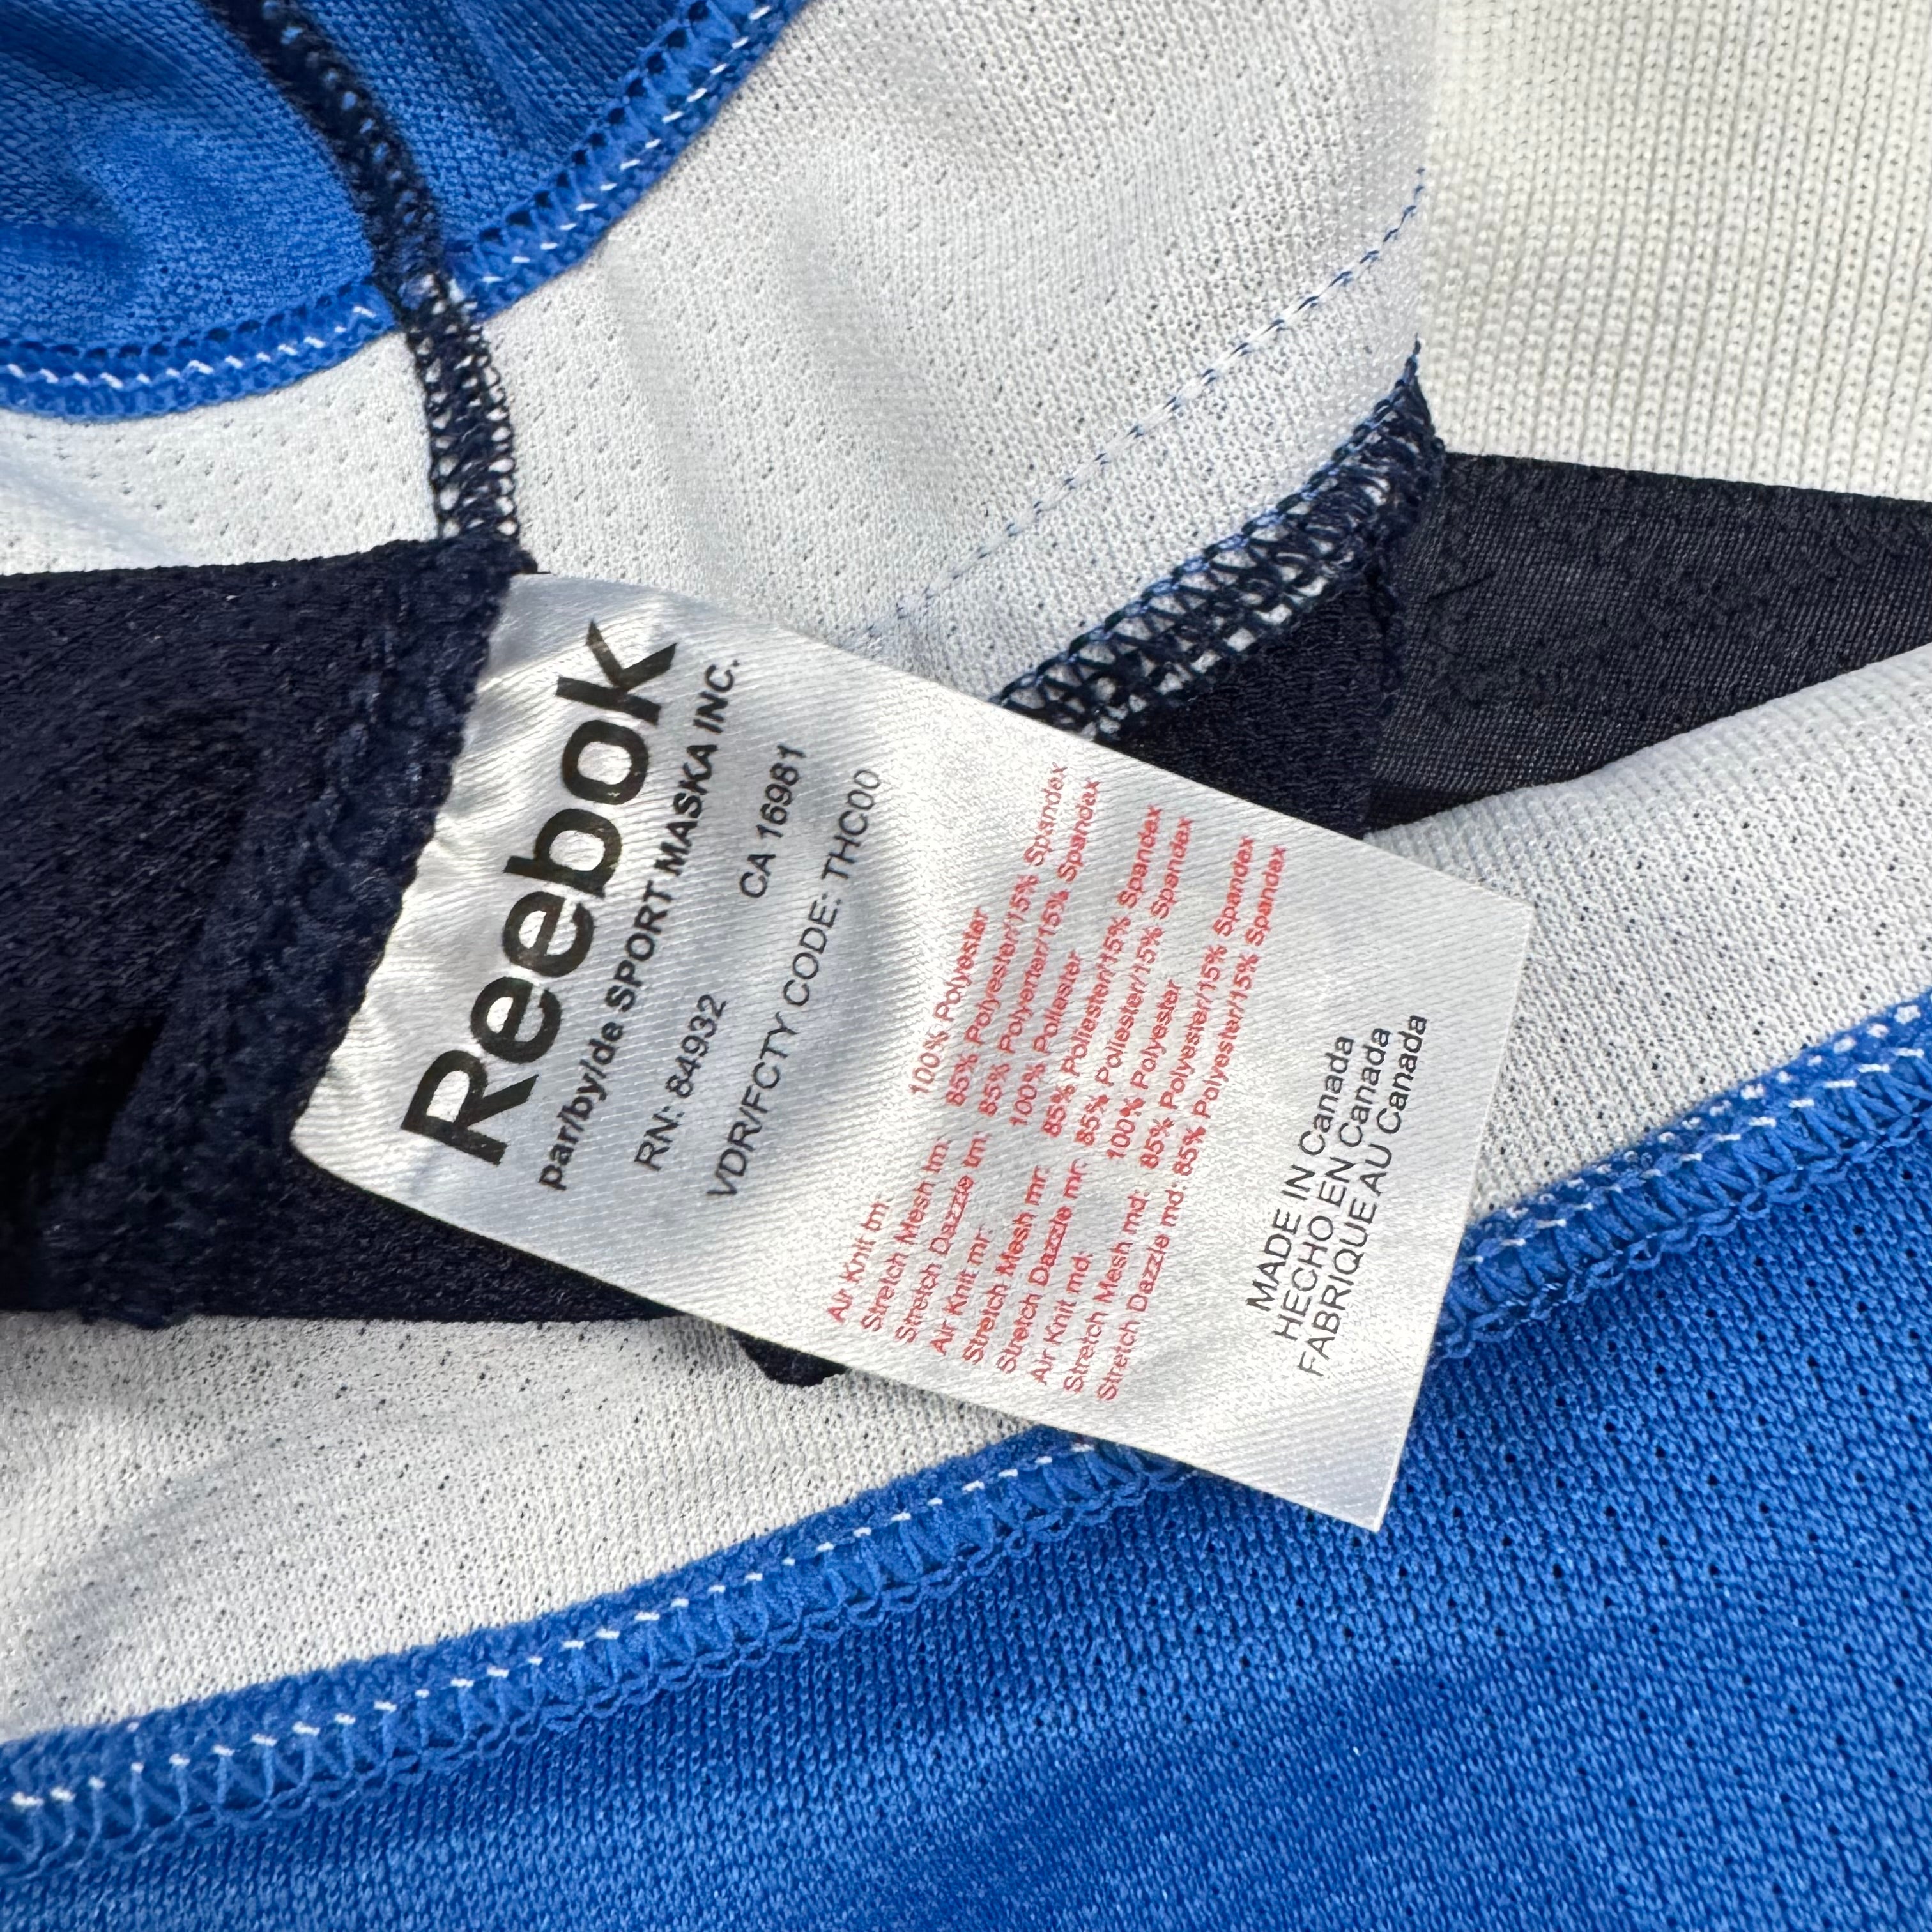 Reebok
par/by/de SPORT MASKA INC.
RN: 84932 CA 16981
VDR/FCTY CODE: THC00
Air Knit tm: 100% Polyester
Stretch Mesh tm: 85% Polyester/15% Spandex
Stretch Dazzle tm: 85% Polyerter/15% Spandex
Air Knit mr: 100% Poliester
Stretch Mesh mr: 85% Poliester/15% Spandex
Stretch Dazzle mr: 85% Poliester/15% Spandex
Air Knit md: 100% Polyester
Stretch Mesh md: 85% Polyester/15% Spandex
Stretch Dazzle md: 85% Polyester/15% Spandex
MADE IN Canada
HECHO EN Canada
FABRIQUE AU Canada